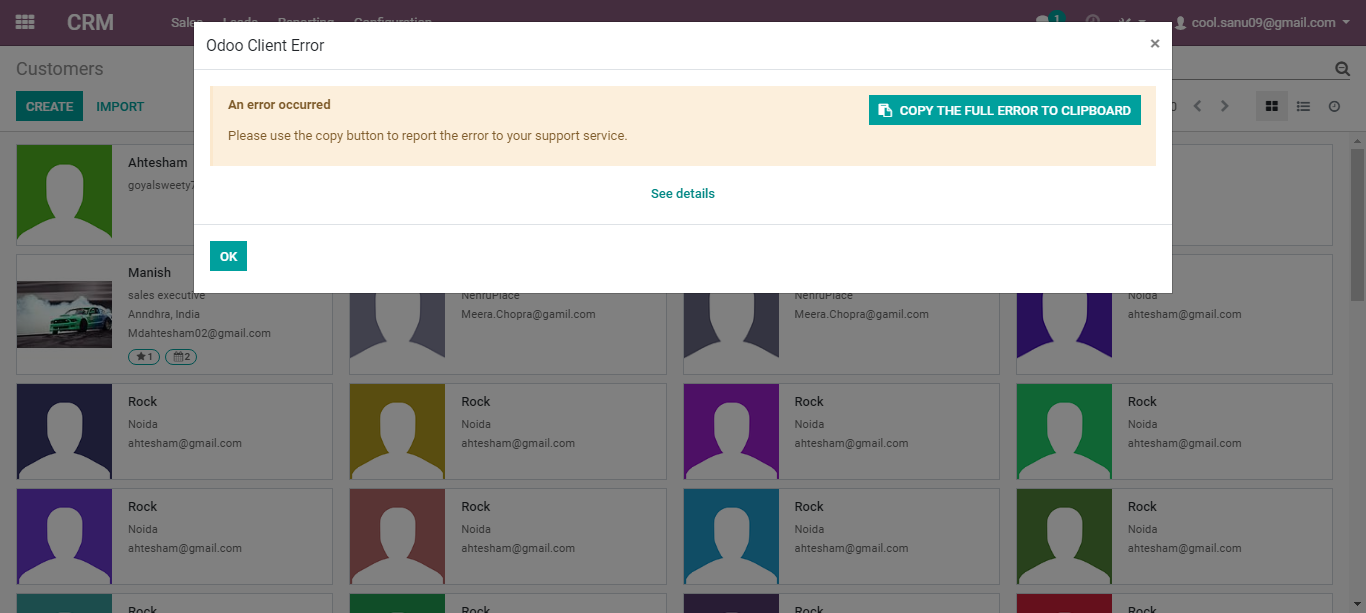 CRM
Sales Leads Reporting Configuration
1
cool.sanu09@gmail.com
Odoo Client Error
×
Customers
CREATE
IMPORT
An error occurred
COPY THE FULL ERROR TO CLIPBOARD
Please use the copy button to report the error to your support service.
See details
OK
Ahtesham
Manish
sales executive
Anndhra, India
Mdahtesham02@gmail.com
1
2
NehruPlace
Meera.Chopra@gamil.com
NehruPlace
Meera.Chopra@gmail.com
Noida
ahtesham@gmail.com
Rock
Noida
ahtesham@gmail.com
Rock
Noida
ahtesham@gmail.com
Rock
Noida
ahtesham@gmail.com
Rock
Noida
ahtesham@gmail.com
Rock
Noida
ahtesham@gmail.com
Rock
Noida
ahtesham@gmail.com
Rock
Noida
ahtesham@gmail.com
Rock
Noida
ahtesham@gmail.com
Rock
Rock
Rock
Rock